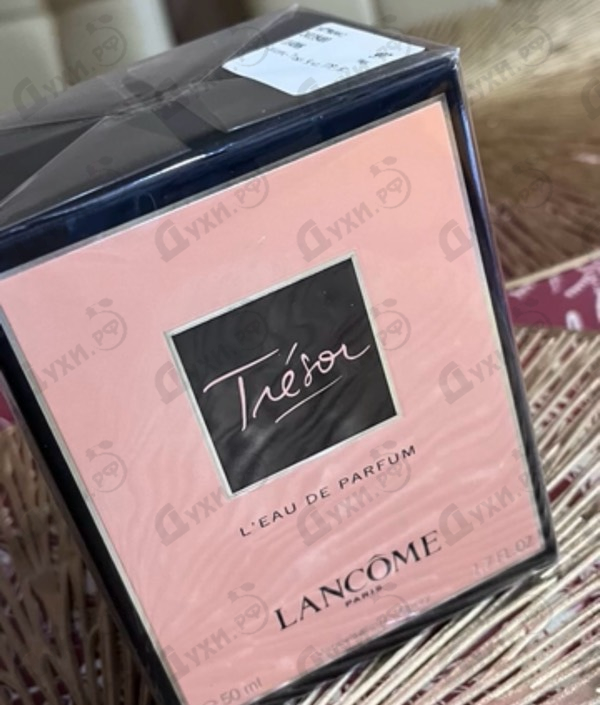 Trésor
L'EAU DE PARFUM
LANCÔME
PARIS
50 ml
1.7 FL OZ
Духи.рф